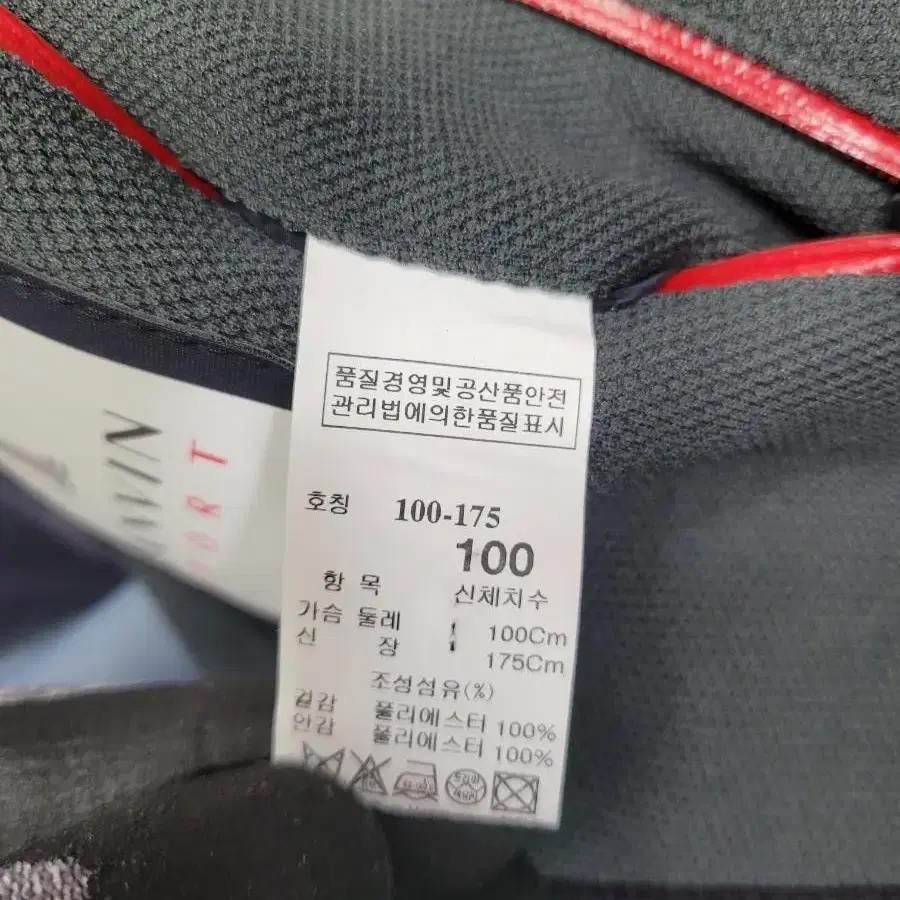 품질경영및공산품안전
관리법에의한품질표시
호칭 100-175
100
항 목 신체치수
가슴 둘레 : 100Cm
신 장 : 175Cm
조성섬유(%)
겉감 폴리에스터 100%
안감 폴리에스터 100%
드라이